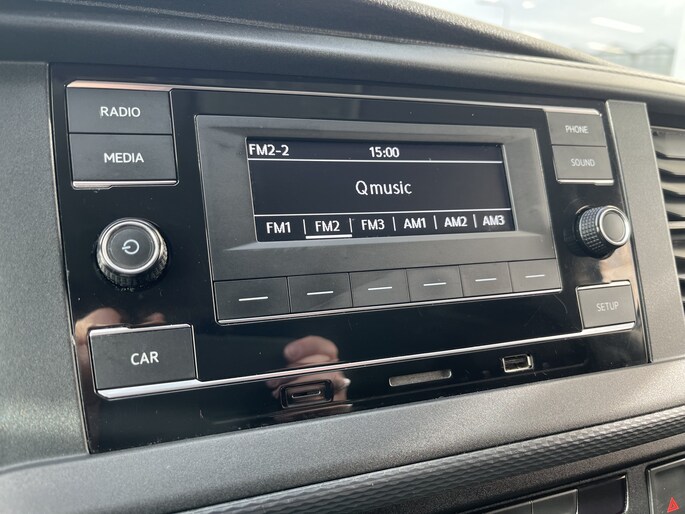 RADIO
MEDIA
CAR
FM2-2 15:00
Qmusic
FM1 | FM2 | FM3 | AM1 | AM2 | AM3
PHONE
SOUND
SETUP